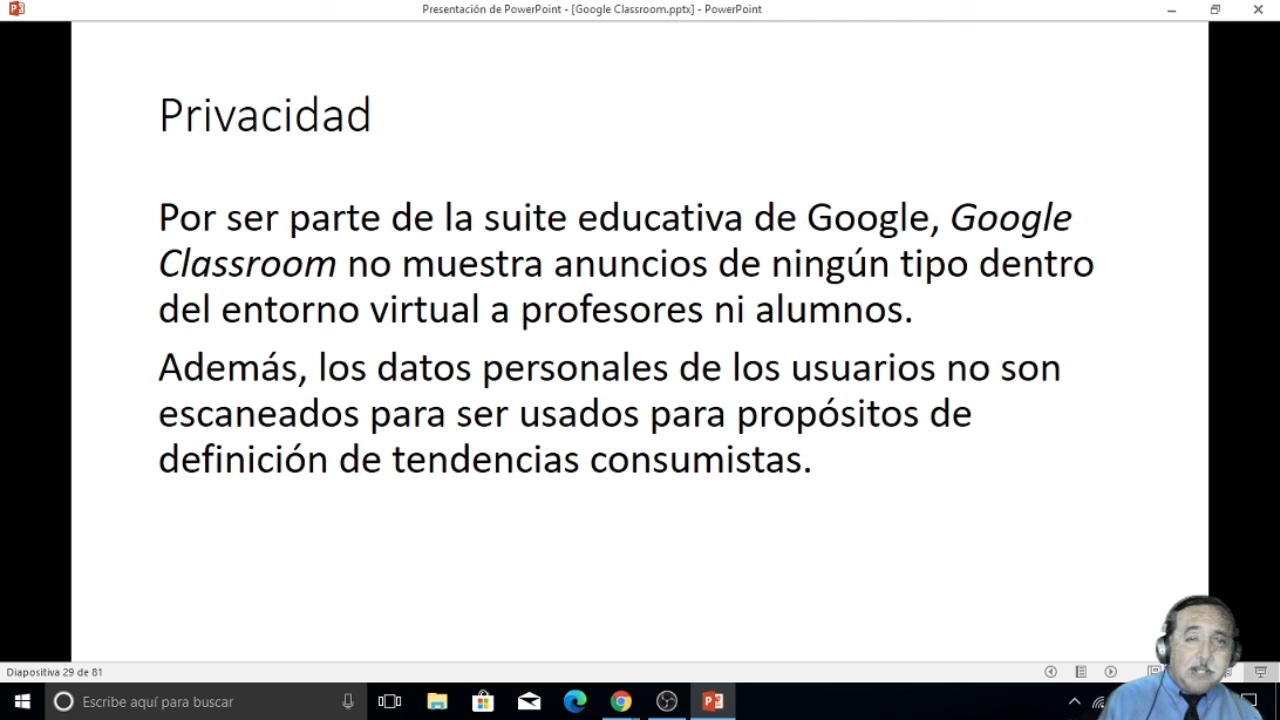 Presentación de PowerPoint - [Google Classroom.pptx] - PowerPoint
Privacidad
Por ser parte de la suite educativa de Google, Google
Classroom no muestra anuncios de ningún tipo dentro
del entorno virtual a profesores ni alumnos.
Además, los datos personales de los usuarios no son
escaneados para ser usados para propósitos de
definición de tendencias consumistas.
Diapositiva 29 de 81
Escribe aquí para buscar